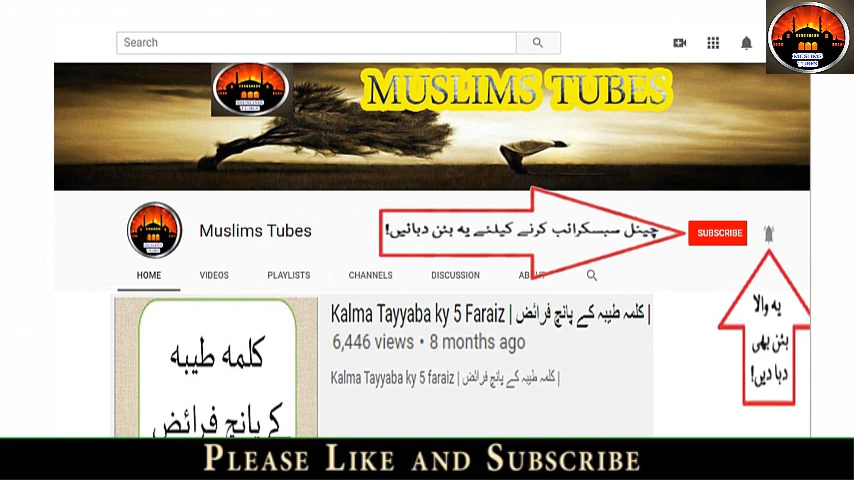 Search
MUSLIMS TUBES
MUSLIMS TUBES
Muslims Tubes
چینل سبسکرائب کرنے کیلئے یہ بٹن دبائیں!
SUBSCRIBE
HOME VIDEOS PLAYLISTS CHANNELS DISCUSSION
یہ والا
بٹن بھی
دبا دیں!
کلمہ طیبہ
کے پانچ فرائض
Kalma Tayyaba ky 5 Faraiz | کلمہ طیبہ کے پانچ فرائض |
6,446 views • 8 months ago
Kalma Tayyaba ky 5 faraiz | کلمہ طیبہ کے پانچ فرائض |
PLEASE LIKE AND SUBSCRIBE